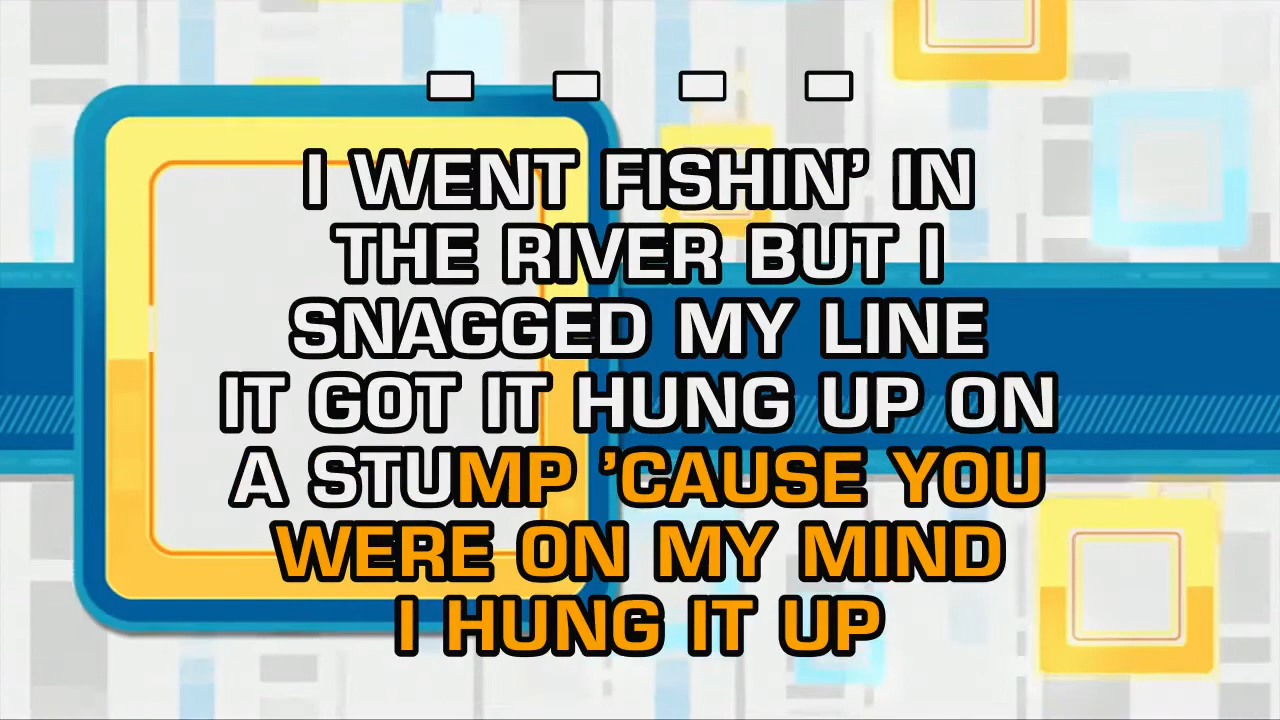 I WENT FISHIN' IN
THE RIVER BUT I
SNAGGED MY LINE
IT GOT IT HUNG UP ON
A STUMP 'CAUSE YOU
WERE ON MY MIND
I HUNG IT UP